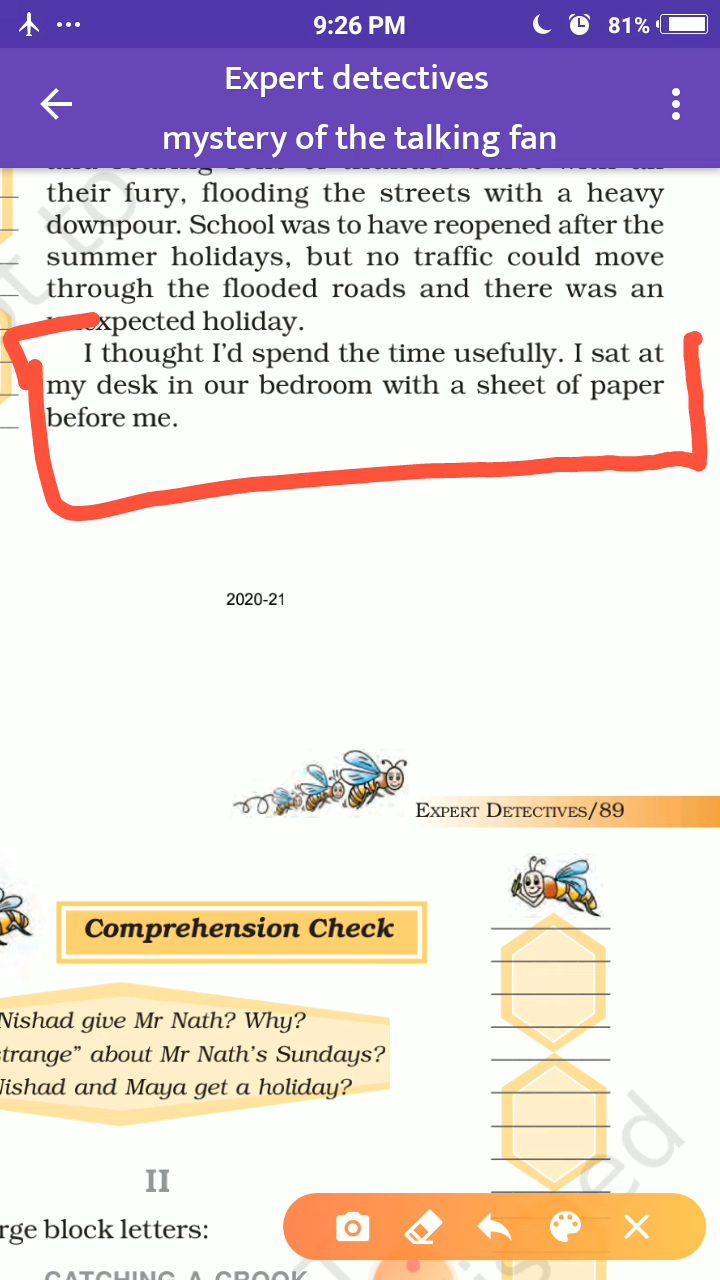 9:26 PM
81%
Expert detectives
mystery of the talking fan
their fury, flooding the streets with a heavy
downpour. School was to have reopened after the
summer holidays, but no traffic could move
through the flooded roads and there was an
unexpected holiday.
I thought I'd spend the time usefully. I sat at
my desk in our bedroom with a sheet of paper
before me.
2020-21
EXPERT DETECTIVES/89
Comprehension Check
Nishad give Mr Nath? Why?
strange" about Mr Nath's Sundays?
Nishad and Maya get a holiday?
II
rge block letters:
CATCHING A CROOK